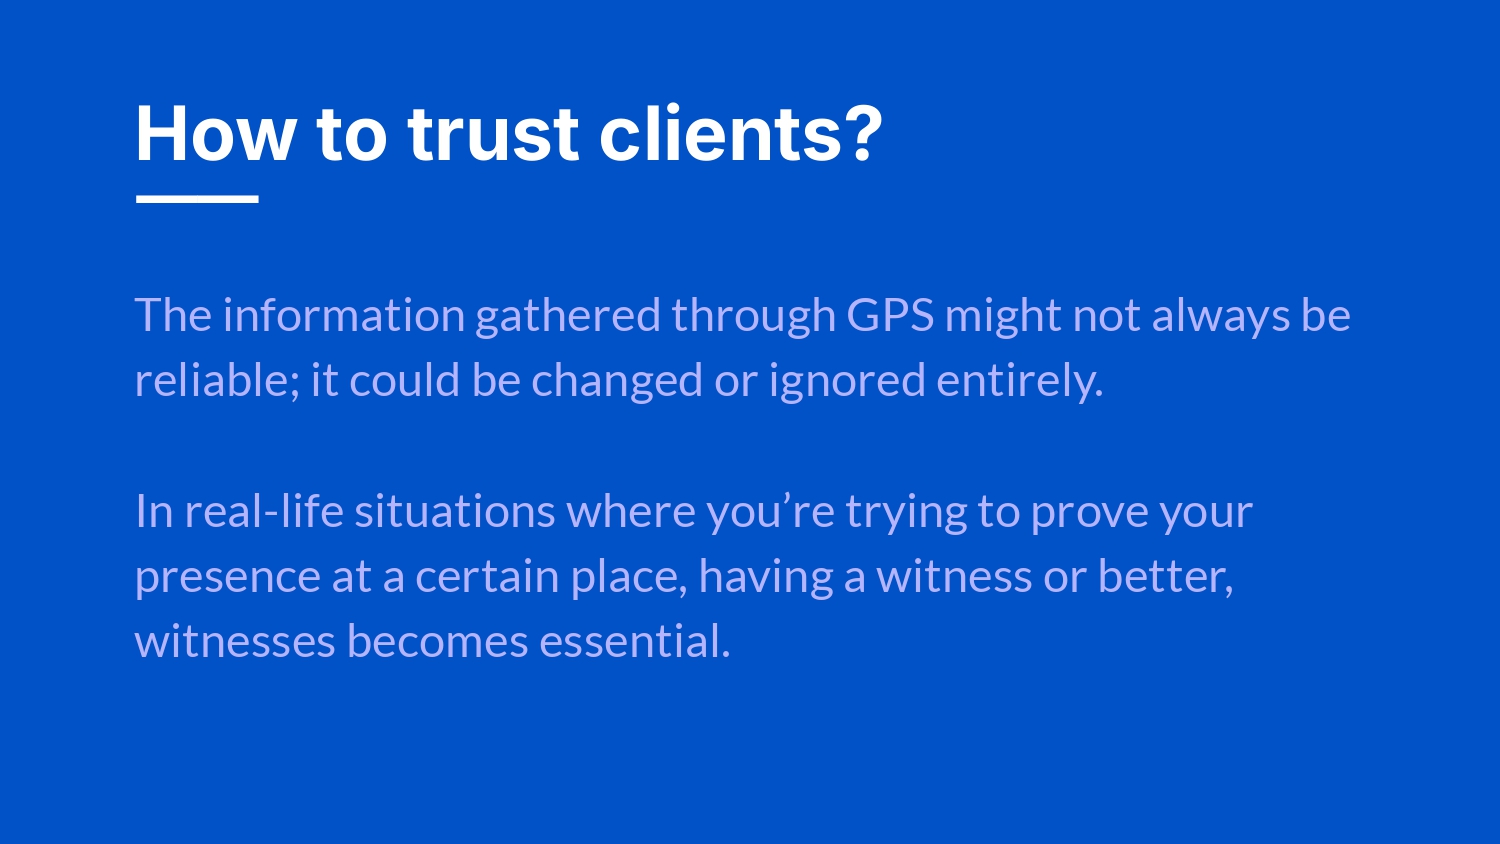 How to trust clients?
The information gathered through GPS might not always be
reliable; it could be changed or ignored entirely.
In real-life situations where you’re trying to prove your
presence at a certain place, having a witness or better,
witnesses becomes essential.